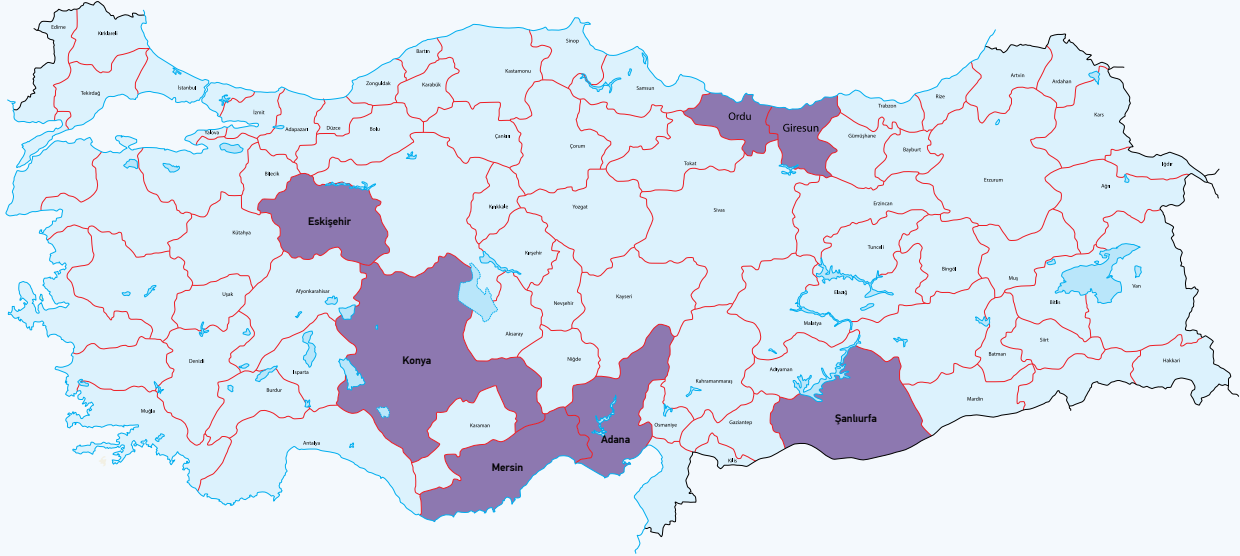 Edirne
Kırklareli
Tekirdağ
İstanbul
Yalova
İzmit
Adapazarı
Düzce
Bolu
Zonguldak
Bartın
Karabük
Kastamonu
Sinop
Samsun
Çankırı
Çorum
Tokat
Ordu
Giresun
Trabzon
Rize
Artvin
Ardahan
Kars
Gümüşhane
Bayburt
Erzurum
Iğdır
Ağrı
Bilecik
Eskişehir
Kütahya
Kırıkkale
Yozgat
Sivas
Erzincan
Tunceli
Bingöl
Muş
Bitlis
Van
Uşak
Afyonkarahisar
Kırşehir
Nevşehir
Kayseri
Aksaray
Niğde
Elazığ
Malatya
Adıyaman
Batman
Siirt
Hakkari
Mardin
Denizli
Isparta
Burdur
Muğla
Antalya
Konya
Karaman
Mersin
Adana
Osmaniye
Kahramanmaraş
Gaziantep
Kilis
Şanlıurfa